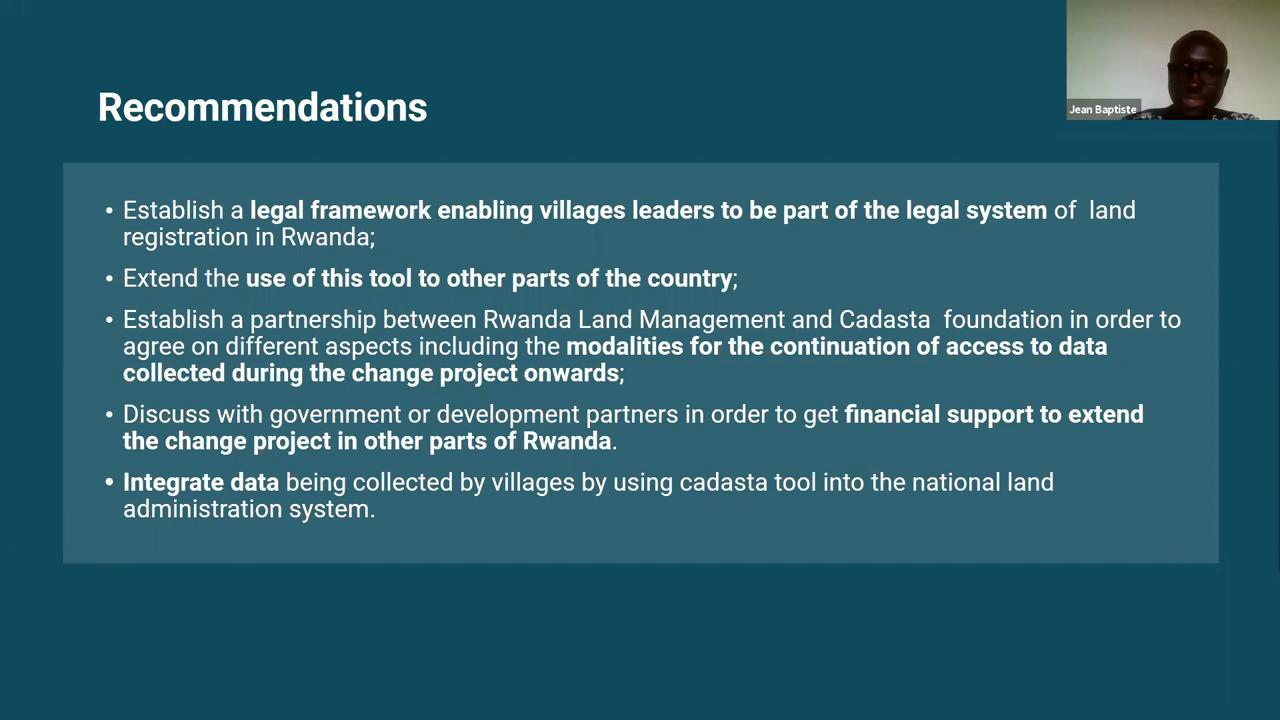 Jean Baptiste
Recommendations
• Establish a legal framework enabling villages leaders to be part of the legal system of  land
registration in Rwanda;
• Extend the use of this tool to other parts of the country;
• Establish a partnership between Rwanda Land Management and Cadasta  foundation in order to
agree on different aspects including the modalities for the continuation of access to data
collected during the change project onwards;
• Discuss with government or development partners in order to get financial support to extend
the change project in other parts of Rwanda.
• Integrate data being collected by villages by using cadasta tool into the national land
administration system.